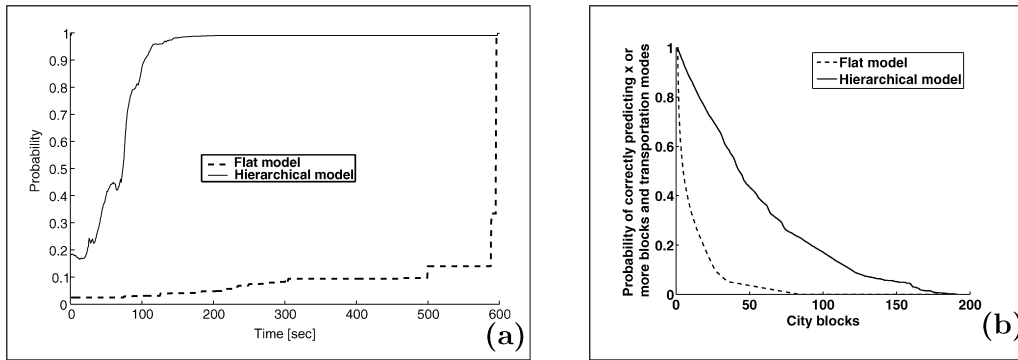 1
0.9
0.8
0.7
0.6
0.5
0.4
0.3
0.2
0.1
0
Probability
Flat model
Hierarchical model
0 100 200 300 400 500 600
Time [sec]
(a)
Probability of correctly predicting x or
more blocks and transportation modes
1
0.8
0.6
0.4
0.2
0
Flat model
Hierarchical model
0 50 100 150 200
City blocks
(b)